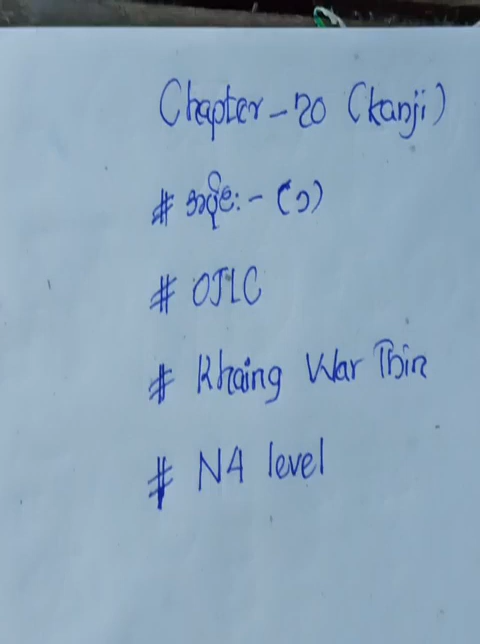 Chapter - 20 (Kanji)
# အပိုင်း - (၁)
# OJLC
# Khaing War Thin
# N4 level